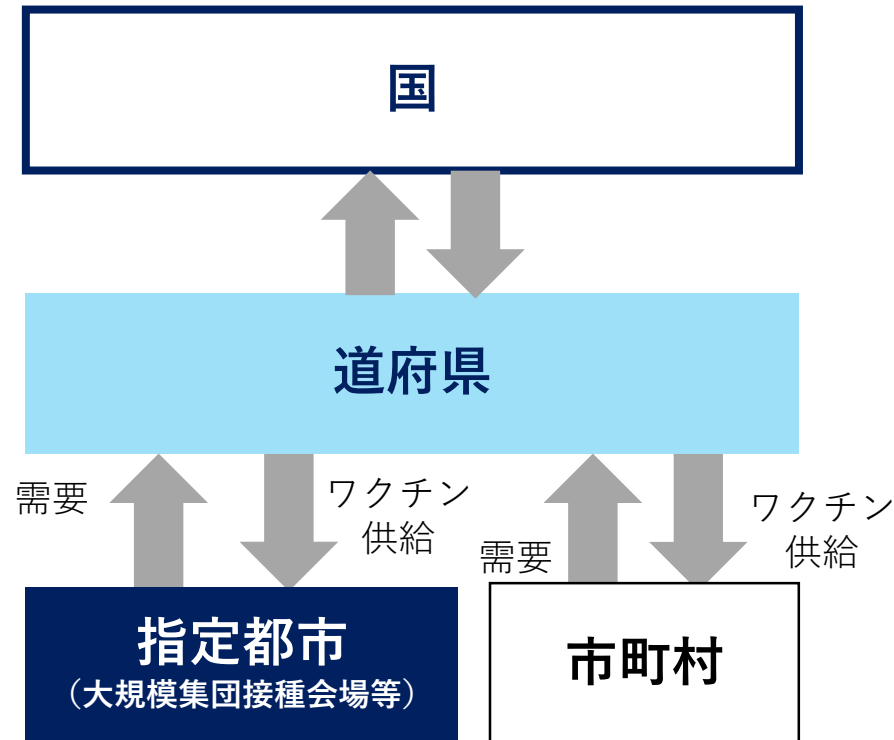 国
道府県
需要
ワクチン
供給
需要
ワクチン
供給
指定都市
（大規模集団接種会場等）
市町村